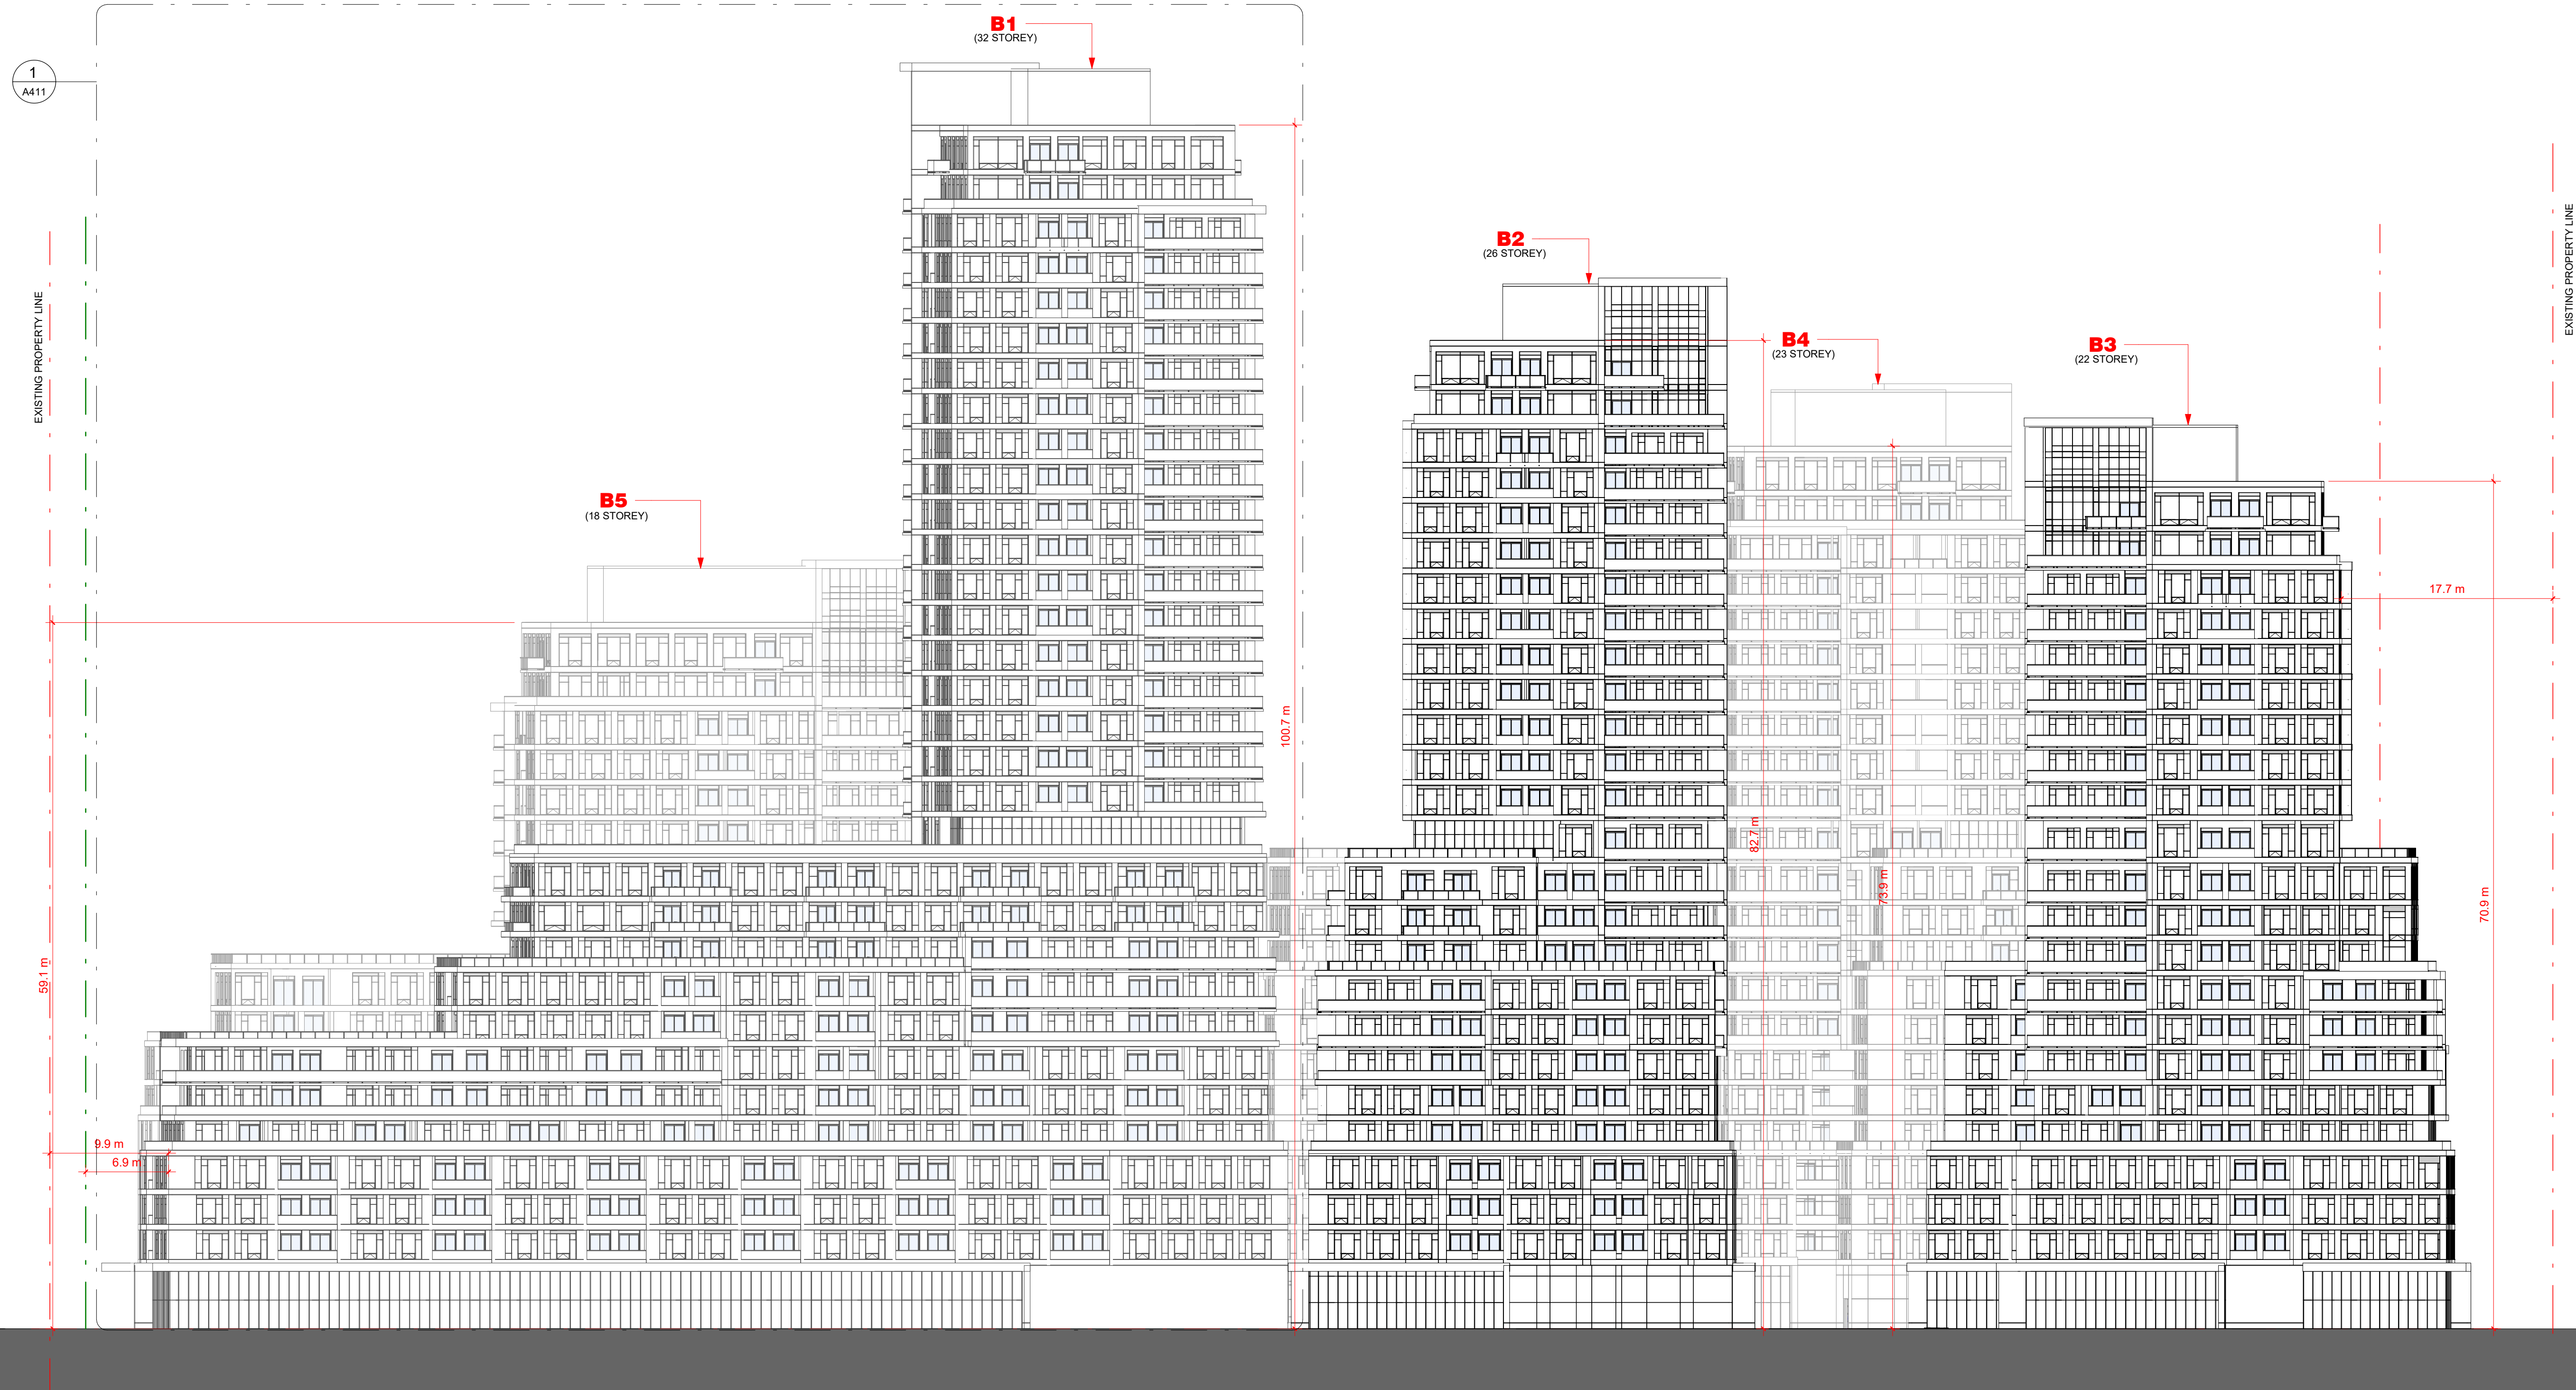 B1
(32 STOREY)
1
A411
EXISTING PROPERTY LINE
EXISTING PROPERTY LINE
B2
(26 STOREY)
B4
(23 STOREY)
B3
(22 STOREY)
B5
(18 STOREY)
17.7 m
100.7 m
82.7 m
73.9 m
70.9 m
59.1 m
9.9 m
6.9 m